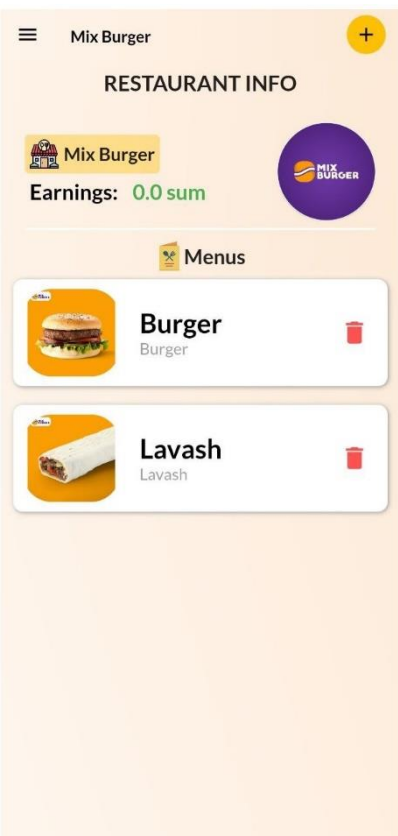 Mix Burger
RESTAURANT INFO
Mix Burger
MIX
BURGER
Earnings: 0.0 sum
Menus
Burger
Burger
Lavash
Lavash